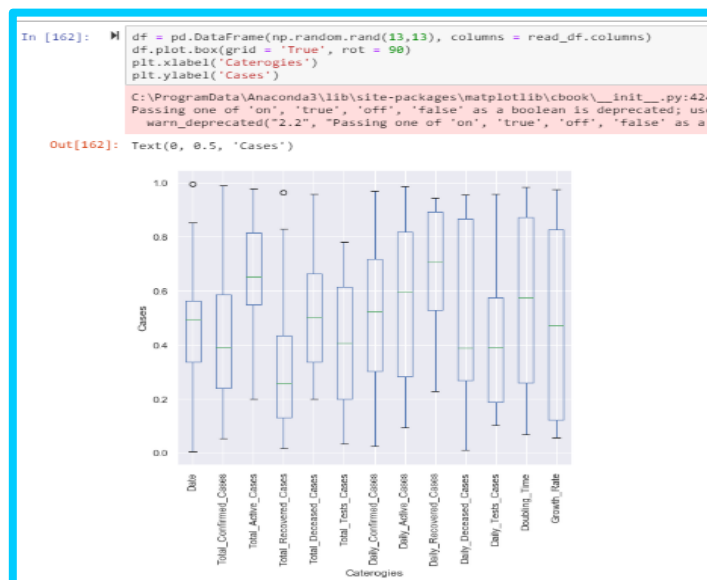 In [162]:
df = pd.DataFrame(np.random.rand(13,13), columns = read_df.columns)
df.plot.box(grid = 'True', rot = 90)
plt.xlabel('Caterogies')
plt.ylabel('Cases')
C:\ProgramData\Anaconda3\lib\site-packages\matplotlib\cbook\__init__.py:424
Passing one of 'on', 'true', 'off', 'false' as a boolean is deprecated; use
warn_deprecated("2.2", "Passing one of 'on', 'true', 'off', 'false' as a
Out[162]: Text(0, 0.5, 'Cases')
1.0
0.8
0.6
0.4
0.2
0.0
Cases
Date
Total_Confirmed_Cases
Total_Active_Cases
Total_Recovered_Cases
Total_Deceased_Cases
Total_Tests_Cases
Daily_Confirmed_Cases
Daily_Active_Cases
Daily_Recovered_Cases
Daily_Deceased_Cases
Daily_Tests_Cases
Doubling_Time
Growth_Rate
Caterogies